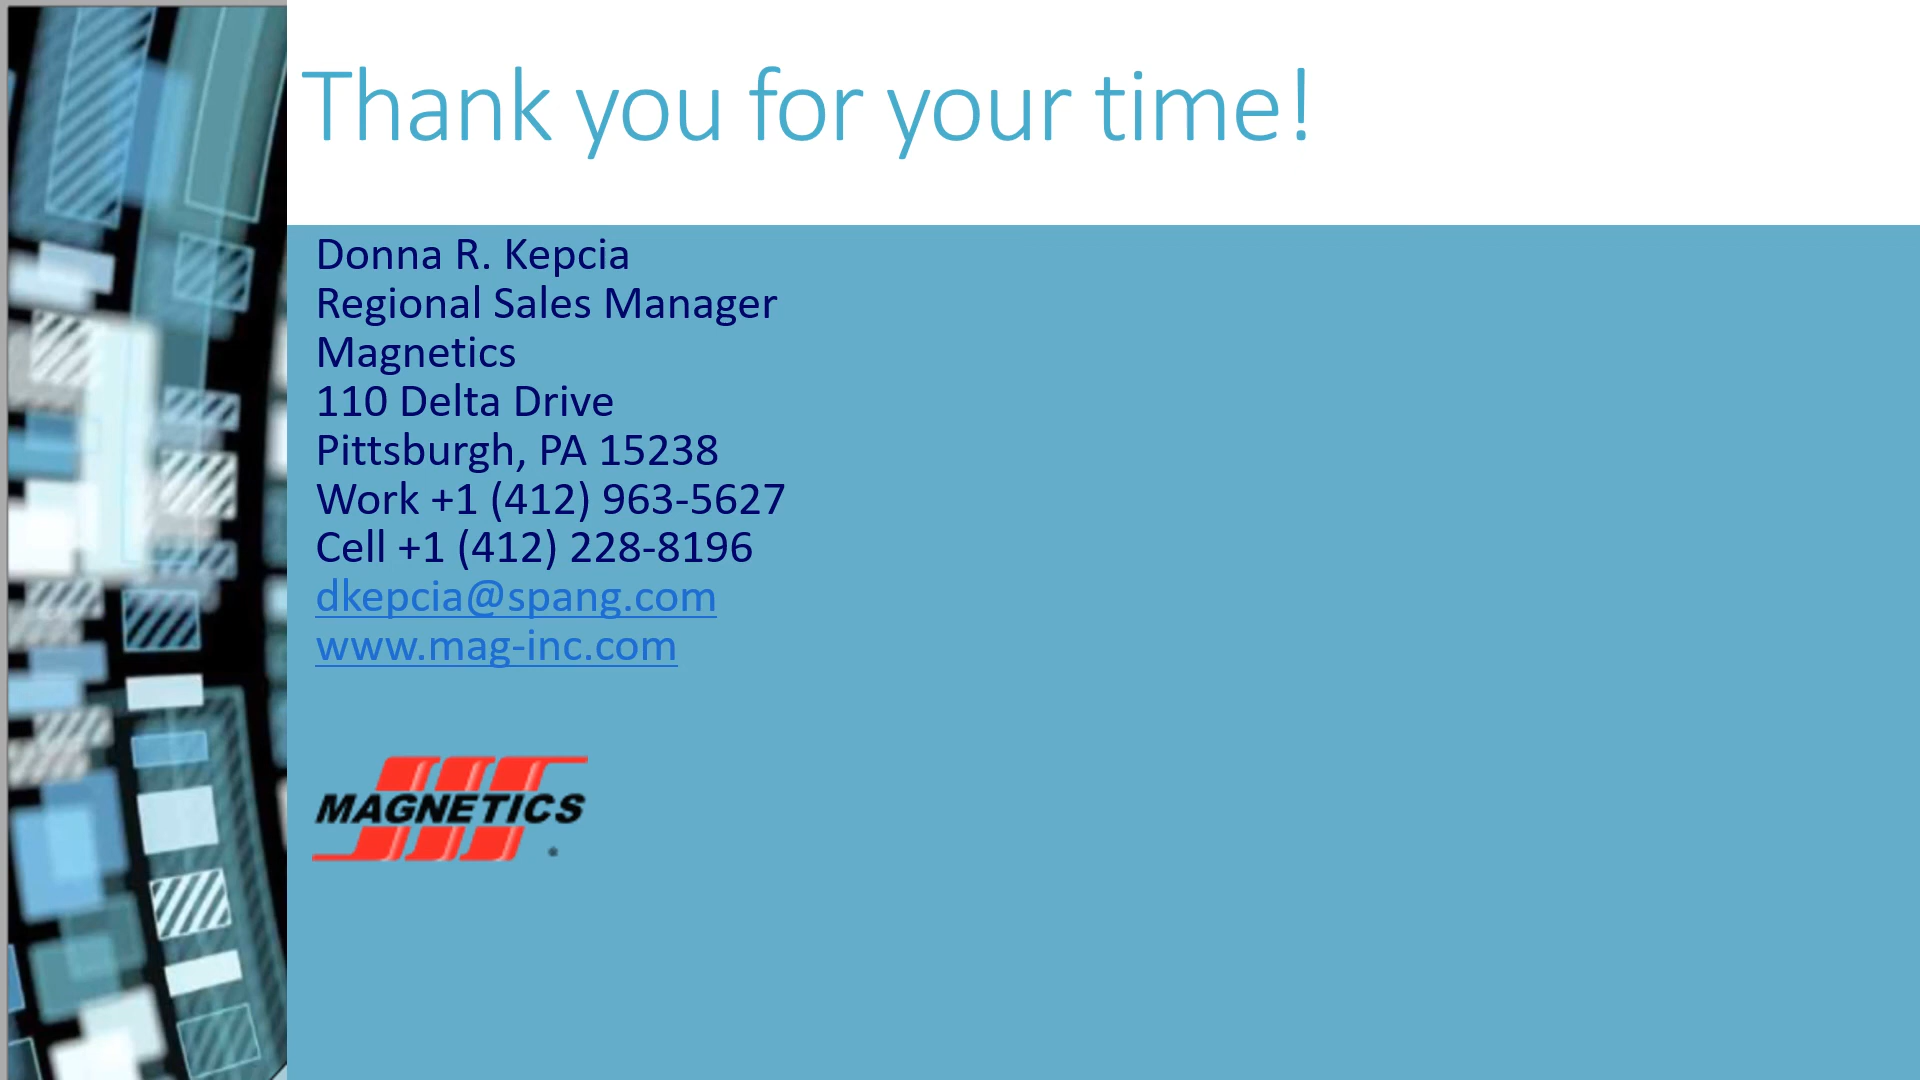 Thank you for your time!
Donna R. Kepcia
Regional Sales Manager
Magnetics
110 Delta Drive
Pittsburgh, PA 15238
Work +1 (412) 963-5627
Cell +1 (412) 228-8196
dkepcia@spang.com
www.mag-inc.com
MAGNETICS